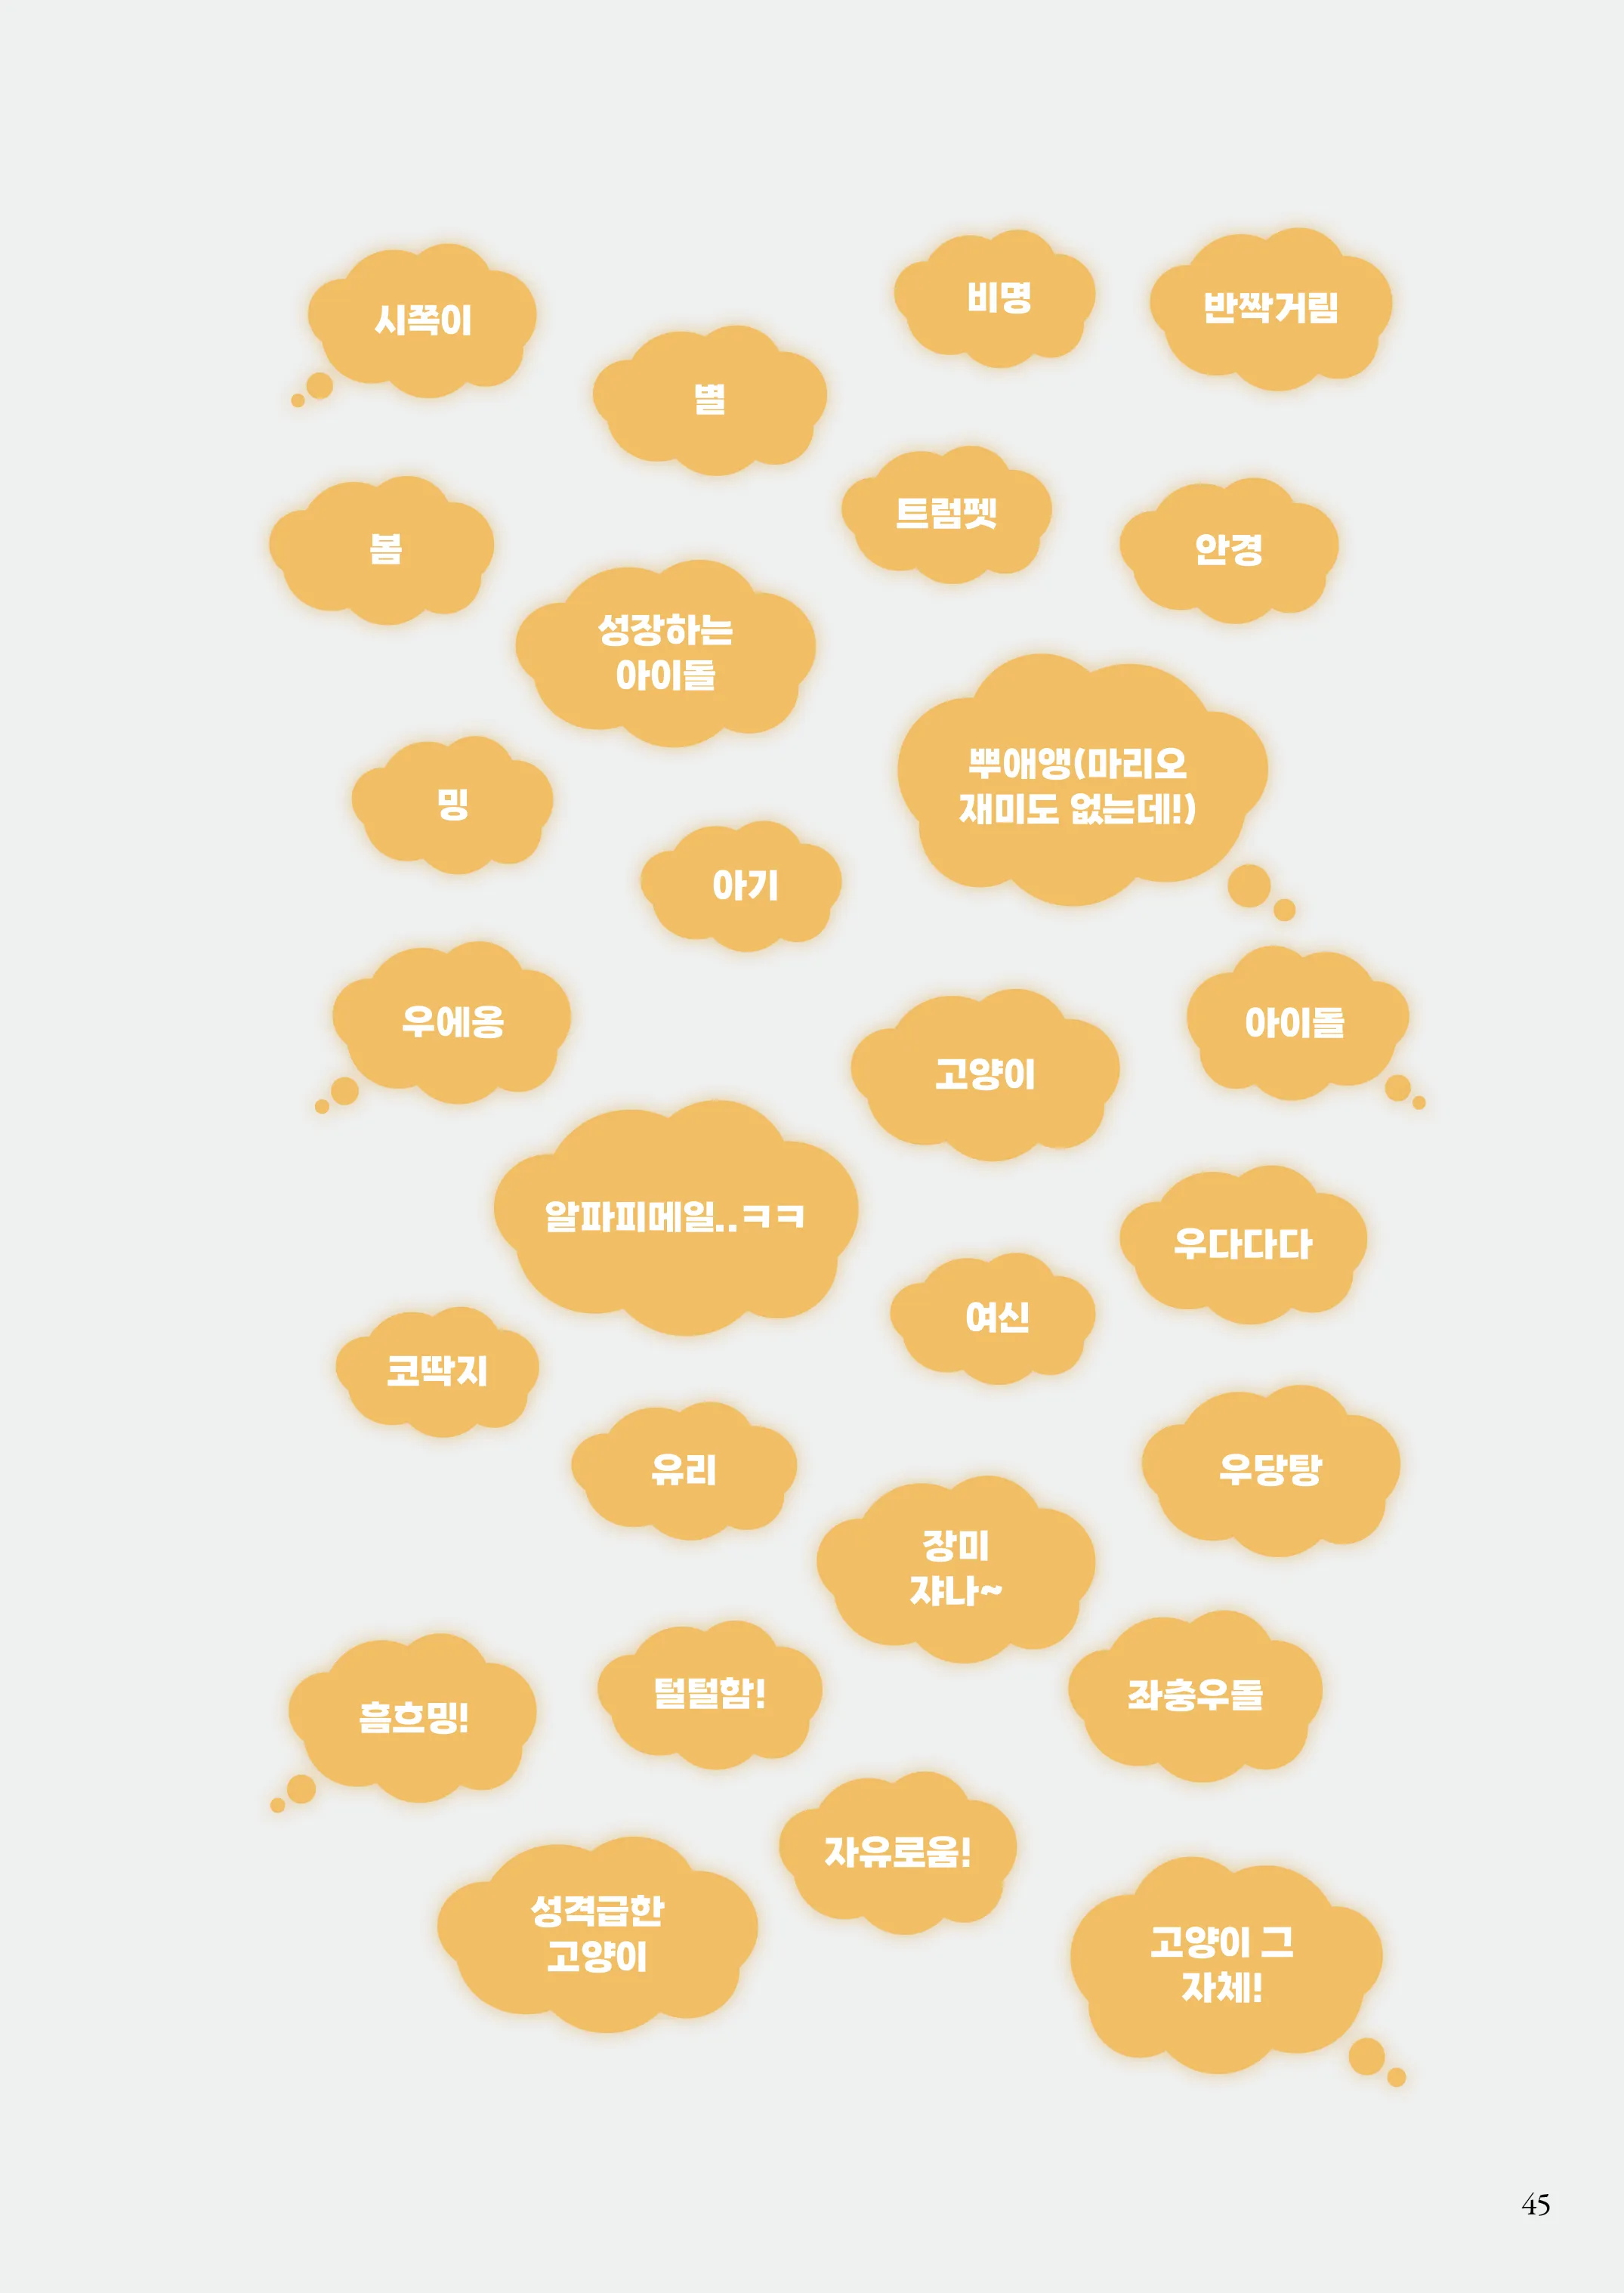 시쪽이
비명
반짝거림
별
트럼펫
봄
안경
성장하는
아이돌
뿌애앵(마리오
재미도 없는데!)
밍
아기
우에옹
아이돌
고양이
알파피메일..ㅋㅋ
우다다다
여신
코딱지
유리
우당탕
장미
쟈나~
흠흐밍!
털털함!
좌충우돌
자유로움!
성격급한
고양이
고양이 그
자체!
45